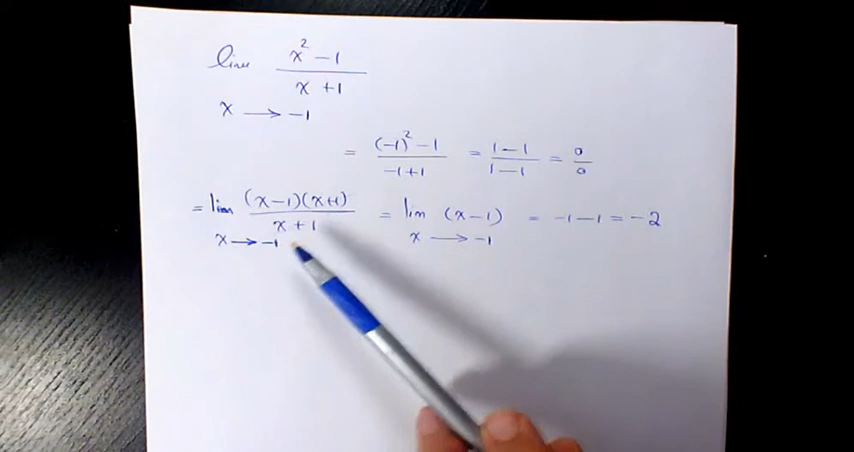 lim (x² − 1)/(x + 1)
x → −1
= ((−1)² − 1)/(−1+1) = (1−1)/(1−1) = 0/0
= lim ((x−1)(x+1))/(x+1) = lim (x−1) = −1−1 = −2
x → −1 x → −1